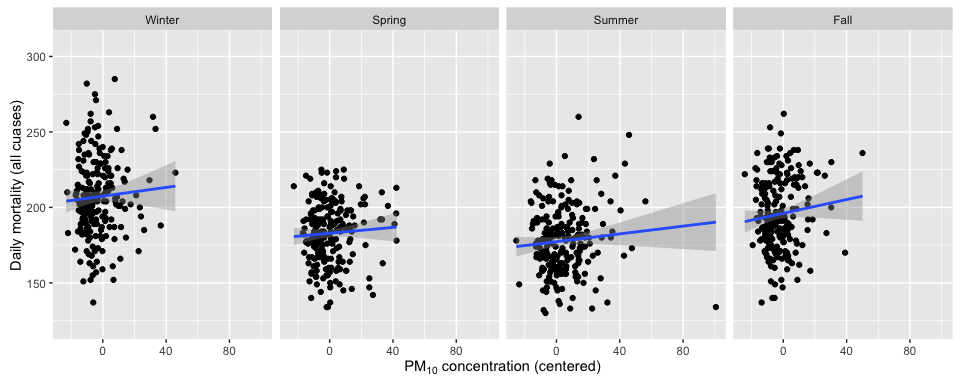 Winter Spring Summer Fall
300
250
200
150
Daily mortality (all cuases)
0 40 80 0 40 80 0 40 80 0 40 80
PM10 concentration (centered)